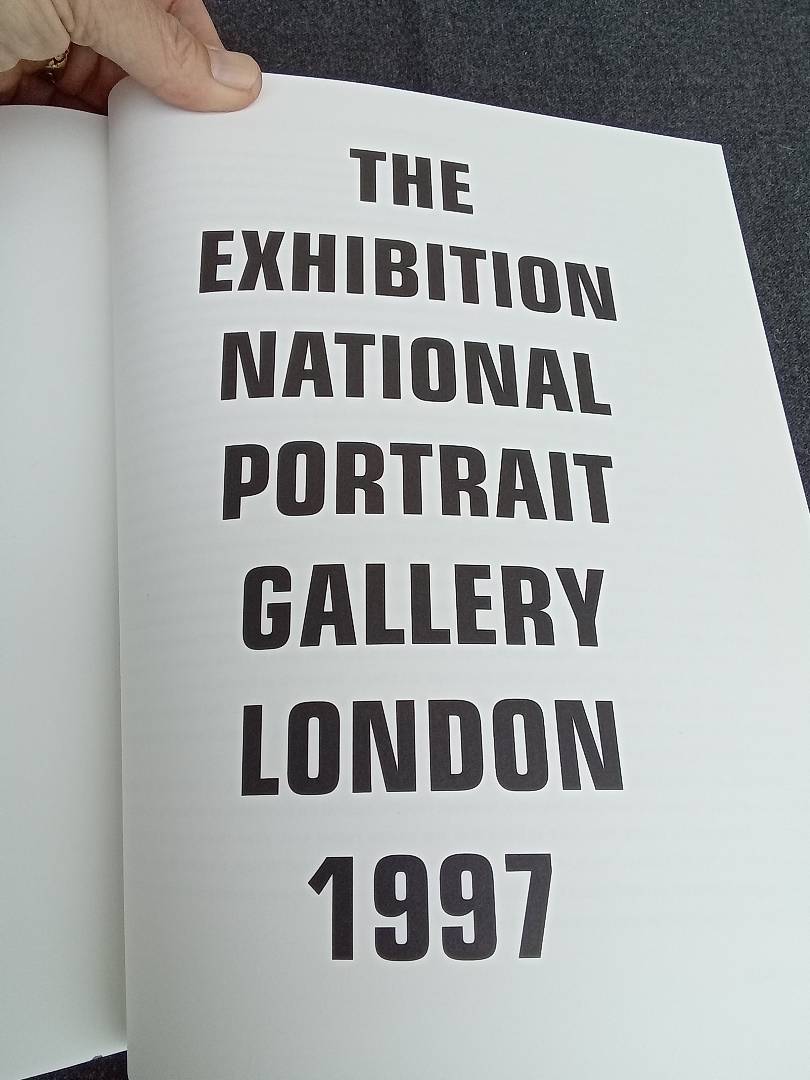 THE
EXHIBITION
NATIONAL
PORTRAIT
GALLERY
LONDON
1997